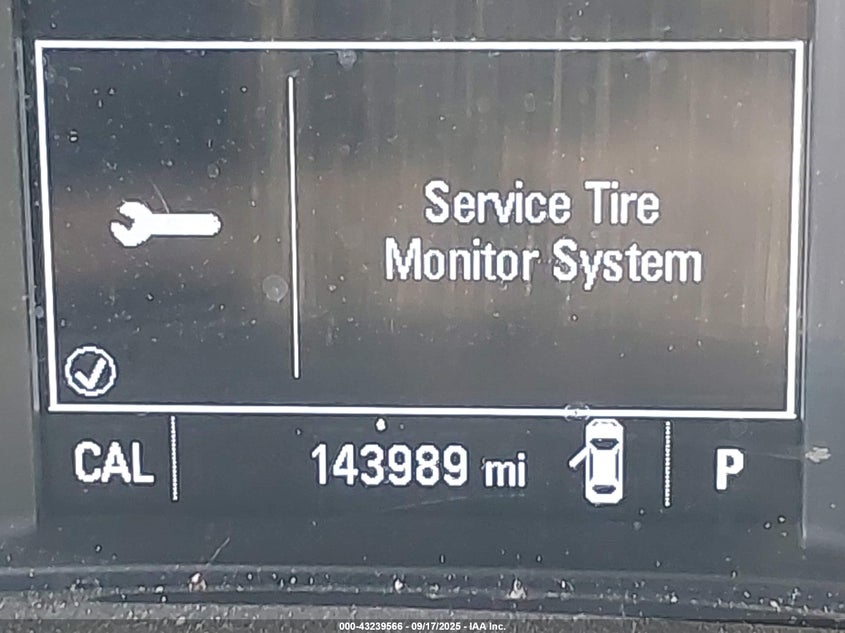 Service Tire
Monitor System
CAL 143989 mi P
000-43239566 - 09/17/2025 - IAA Inc.